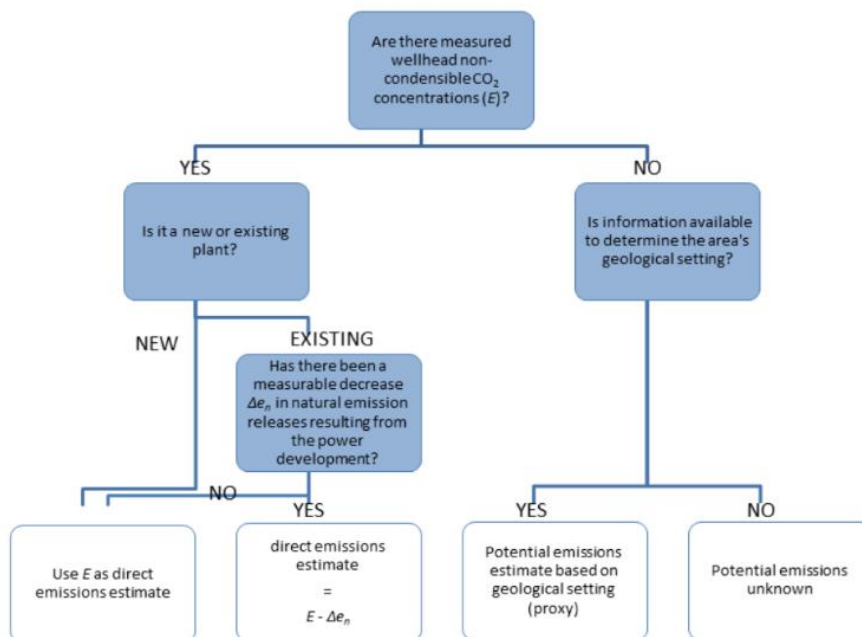 Are there measured
wellhead non-
condensible CO₂
concentrations (E)?
YES
NO
Is it a new or existing
plant?
Is information available
to determine the area's
geological setting?
NEW
EXISTING
Has there been a
measurable decrease
Δeₙ in natural emission
releases resulting from
the power
development?
NO
YES
YES
NO
Use E as direct
emissions estimate
direct emissions
estimate
=
E - Δeₙ
Potential emissions
estimate based on
geological setting
(proxy)
Potential emissions
unknown